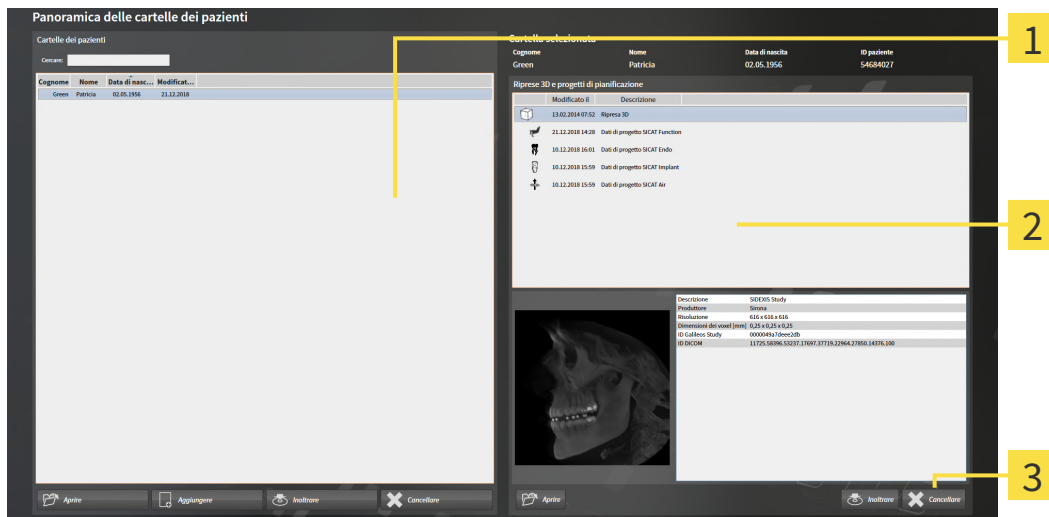 Panoramica delle cartelle dei pazienti
Cartelle dei pazienti
Cercare:
Cognome Nome Data di nasc... Modificat...
Green Patricia 02.05.1956 21.12.2018
Aprire Aggiungere Inoltrare Cancellare
Cartella selezionata
Cognome Nome Data di nascita ID paziente
Green Patricia 02.05.1956 54684027
Riprese 3D e progetti di pianificazione
Modificato il Descrizione
13.02.2014 07:52 Ripresa 3D
21.12.2018 14:28 Dati di progetto SICAT Function
10.12.2018 16:01 Dati di progetto SICAT Endo
10.12.2018 15:59 Dati di progetto SICAT Implant
10.12.2018 15:59 Dati di progetto SICAT Air
Descrizione SIDEXIS Study
Produttore Sirona
Risoluzione 616 x 616 x 616
Dimensioni dei voxel [mm] 0,25 x 0,25 x 0,25
ID Galileos Study 0000049a7deee2db
ID DICOM 11725.58396.53237.17697.37719.22964.27850.14376.100
Aprire Inoltrare Cancellare
1
2
3